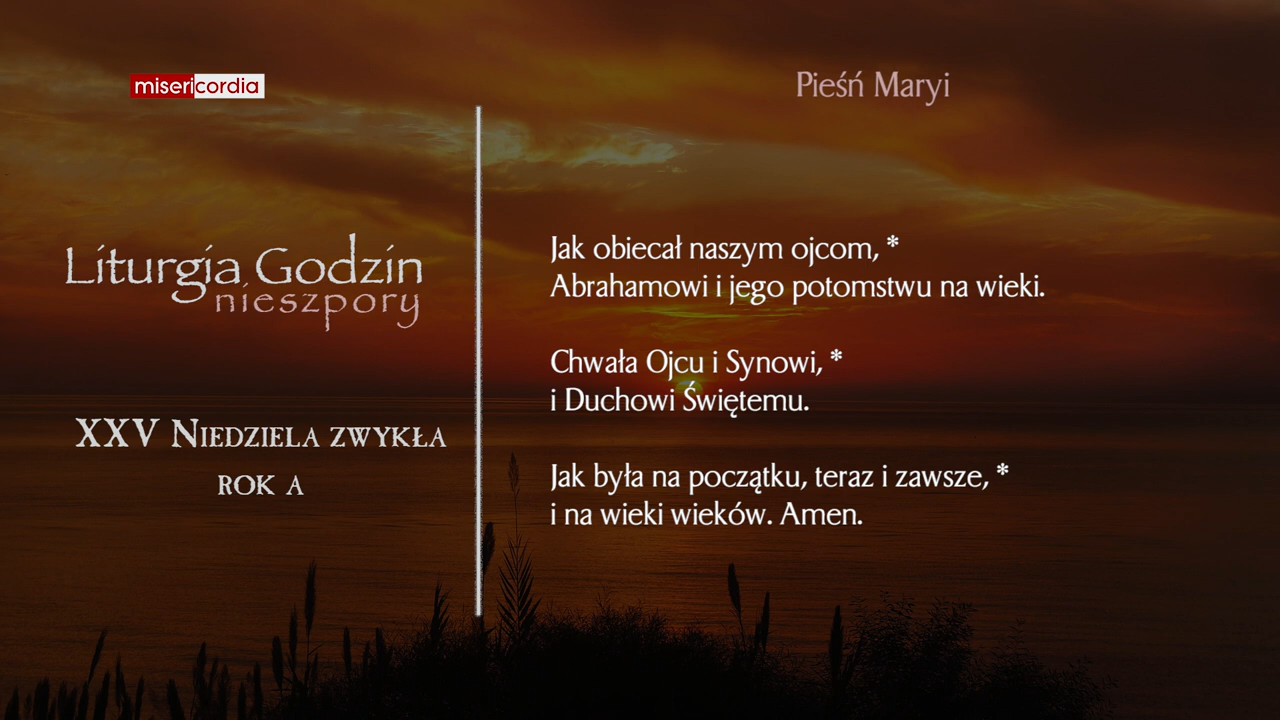 misericordia
Liturgia Godzin
nieszpory
XXV Niedziela zwykła
rok A
Pieśń Maryi
Jak obiecał naszym ojcom, *
Abrahamowi i jego potomstwu na wieki.
Chwała Ojcu i Synowi, *
i Duchowi Świętemu.
Jak była na początku, teraz i zawsze, *
i na wieki wieków. Amen.